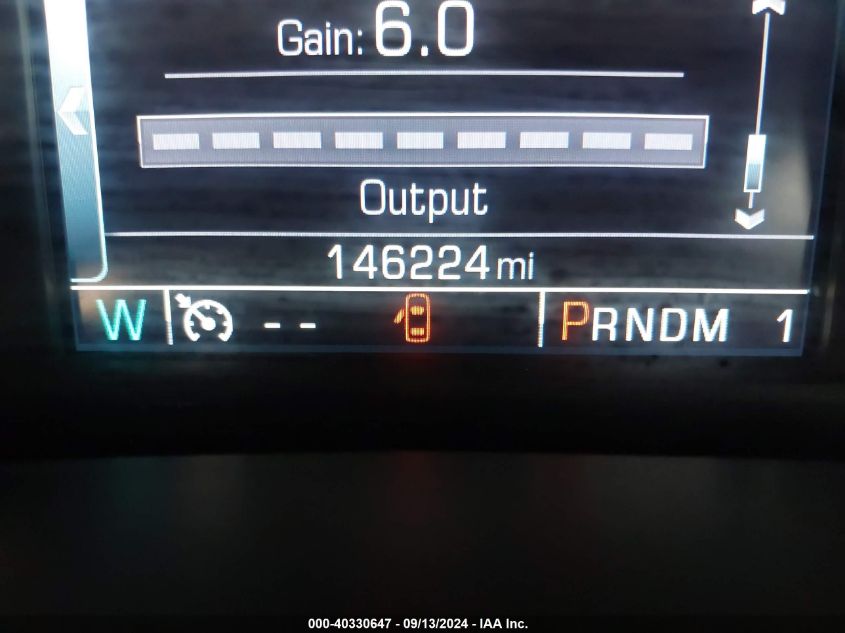 Gain: 6.0
Output
146224 mi
W -- PRNDM 1
000-40330647 - 09/13/2024 - IAA Inc.